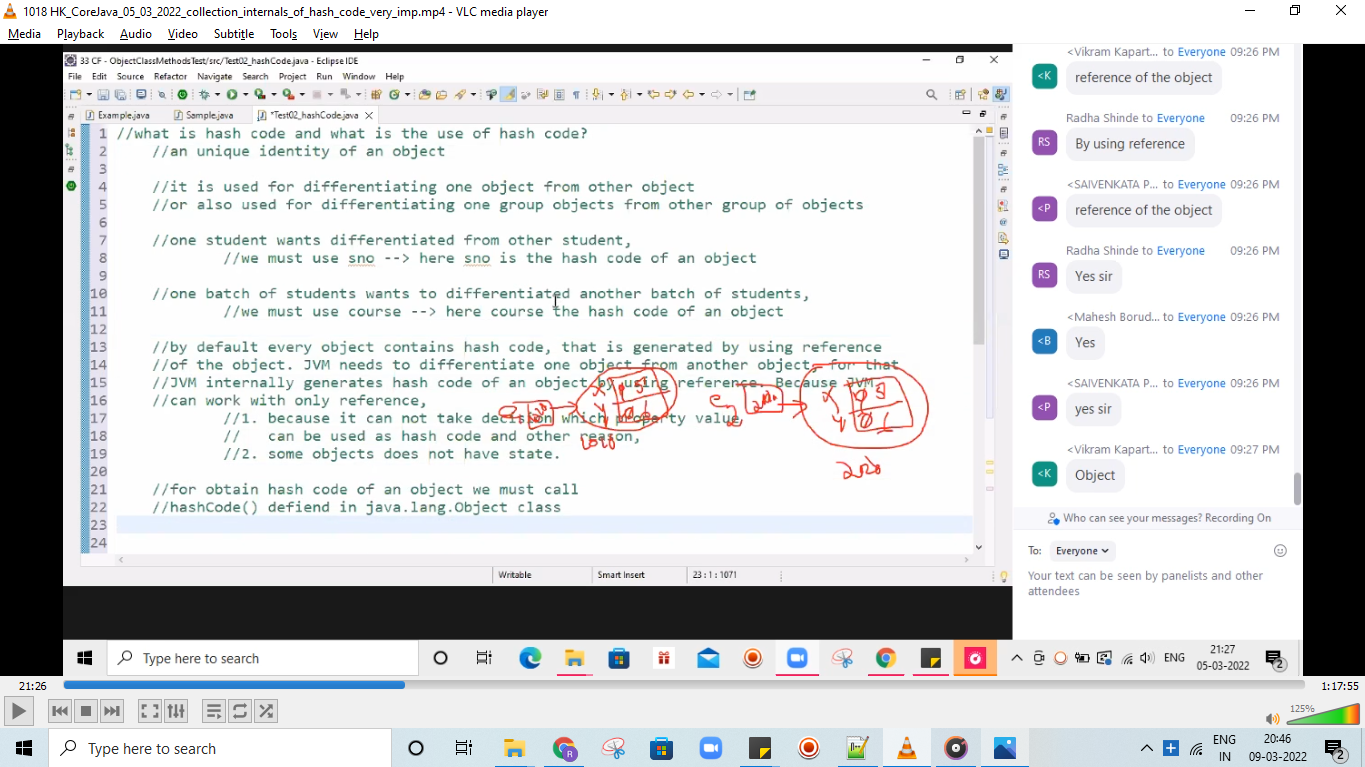 1018 HK_CoreJava_05_03_2022_collection_internals_of_hash_code_very_imp.mp4 - VLC media player
Media Playback Audio Video Subtitle Tools View Help
33 CF - ObjectClassMethodsTest/src/Test02_hashCode.java - Eclipse IDE
File Edit Source Refactor Navigate Search Project Run Window Help
Example.java Sample.java *Test02_hashCode.java
1 //what is hash code and what is the use of hash code?
2 //an unique identity of an object
3
4 //it is used for differentiating one object from other object
5 //or also used for differentiating one group objects from other group of objects
6
7 //one student wants differentiated from other student,
8 //we must use sno --> here sno is the hash code of an object
9
10 //one batch of students wants to differentiated another batch of students,
11 //we must use course --> here course the hash code of an object
12
13 //by default every object contains hash code, that is generated by using reference
14 //of the object. JVM needs to differentiate one object from another object, for that
15 //JVM internally generates hash code of an object by using reference. Because JVM
16 //can work with only reference,
17 //1. because it can not take decision which property value
18 // can be used as hash code and other reason,
19 //2. some objects does not have state.
20
21 //for obtain hash code of an object we must call
22 //hashCode() defiend in java.lang.Object class
23
24
x 5
y 6
1010
e2
x 5
y 6
2020
Writable Smart Insert 23 : 1 : 1071
<Vikram Kapart... to Everyone 09:26 PM
<K reference of the object
Radha Shinde to Everyone 09:26 PM
RS By using reference
<SAIVENKATA P... to Everyone 09:26 PM
<P reference of the object
Radha Shinde to Everyone 09:26 PM
RS Yes sir
<Mahesh Borud... to Everyone 09:26 PM
<B Yes
<SAIVENKATA P... to Everyone 09:26 PM
<P yes sir
<Vikram Kapart... to Everyone 09:27 PM
<K Object
Who can see your messages? Recording On
To: Everyone
Your text can be seen by panelists and other
attendees
Type here to search
ENG
21:27
05-03-2022
2
21:26
1:17:55
125%
Type here to search
R
ENG
IN
20:46
09-03-2022
2